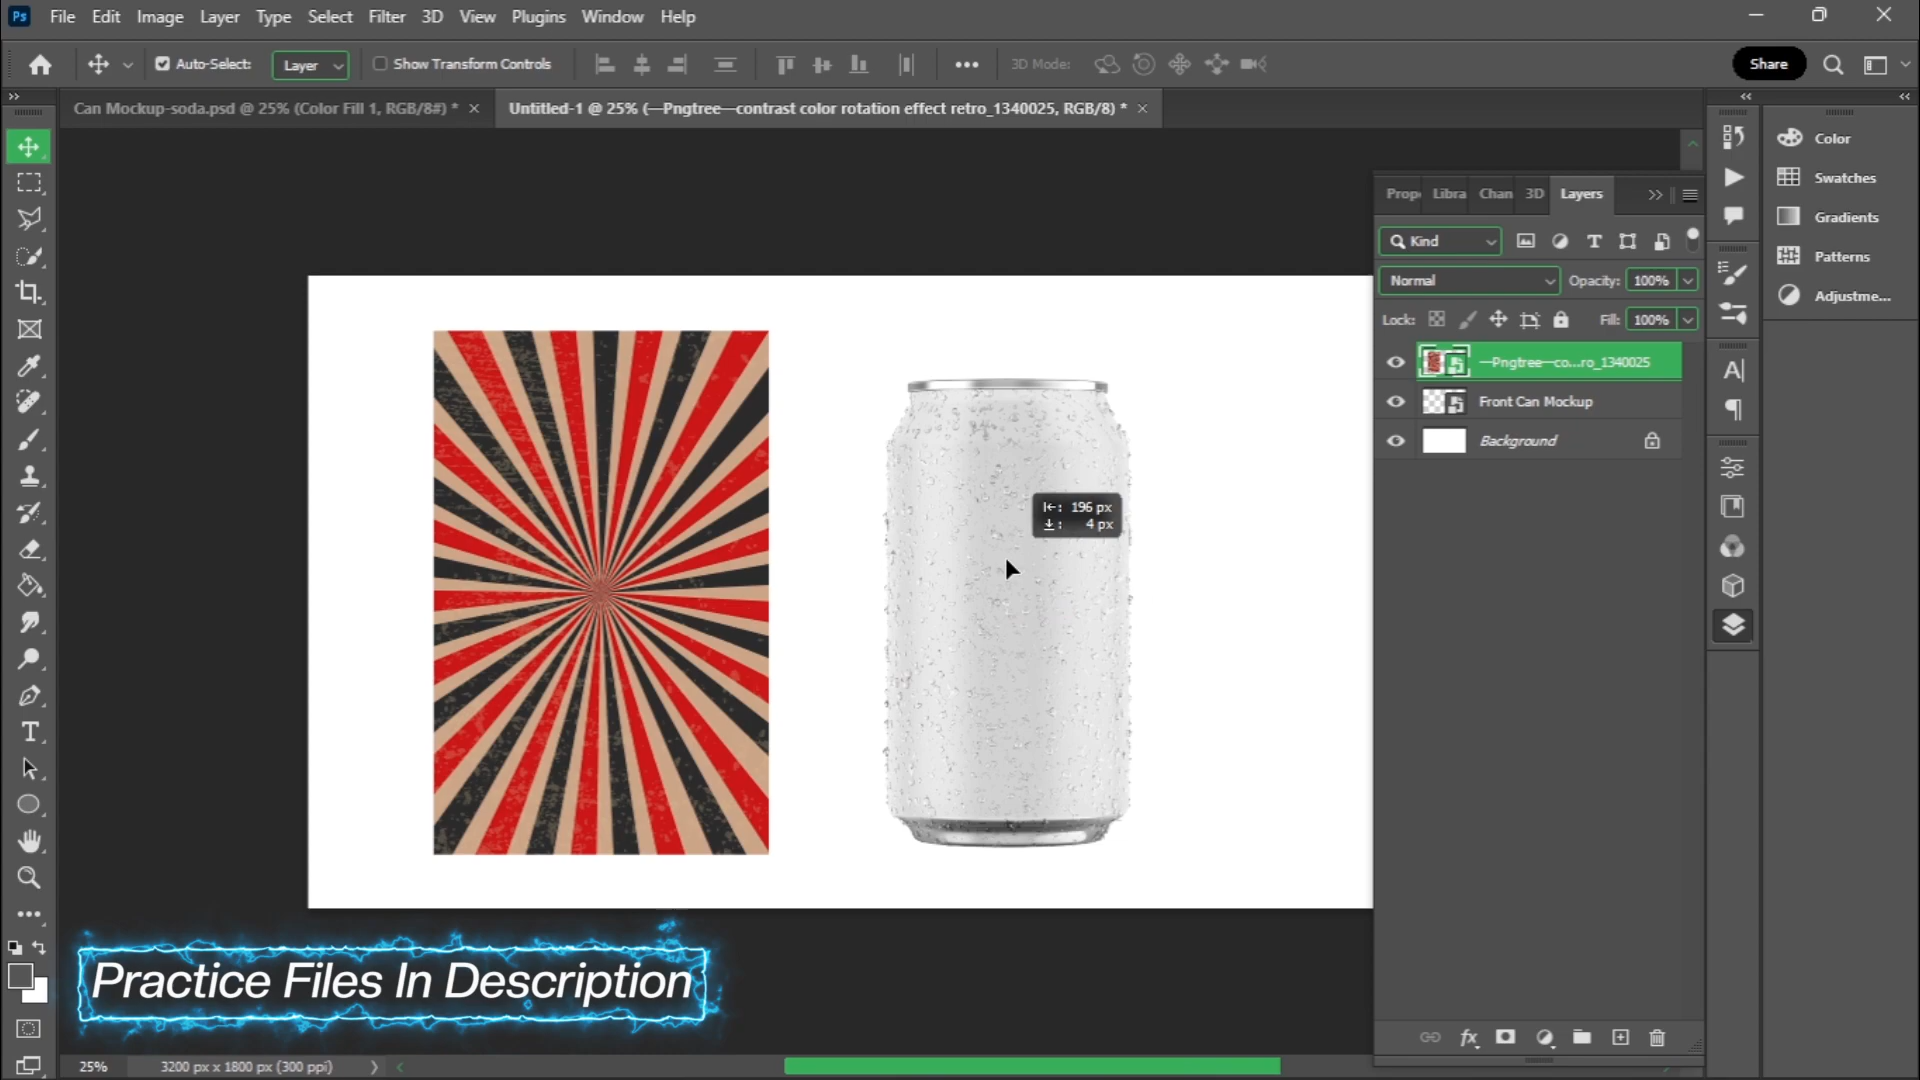 Ps File Edit Image Layer Type Select Filter 3D View Plugins Window Help
Auto-Select: Layer Show Transform Controls 3D Mode: Share
Can Mockup-soda.psd @ 25% (Color Fill 1, RGB/8#) * Untitled-1 @ 25% (—Pngtree—contrast color rotation effect retro_1340025, RGB/8) *
Color
Swatches
Gradients
Patterns
Adjustme...
Prop Libra Chan 3D Layers
Kind
Normal Opacity: 100%
Lock: Fill: 100%
—Pngtree—co...ro_1340025
Front Can Mockup
Background
196 px
4 px
Practice Files In Description
25% 3200 px x 1800 px (300 ppi)